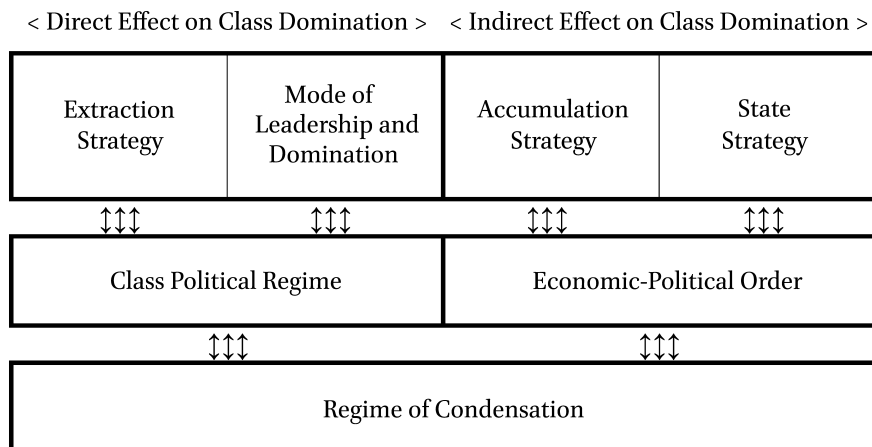 < Direct Effect on Class Domination > < Indirect Effect on Class Domination >
Extraction
Strategy
Mode of
Leadership and
Domination
Accumulation
Strategy
State
Strategy
Class Political Regime
Economic-Political Order
Regime of Condensation